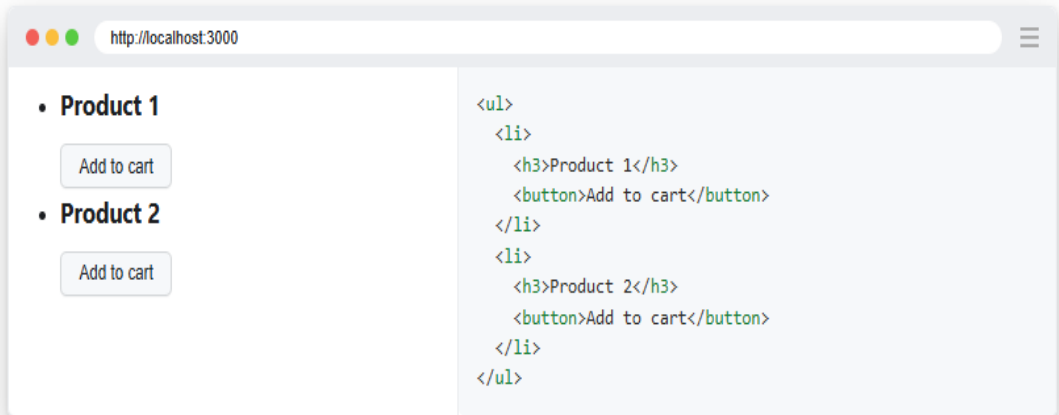 http://localhost:3000
Product 1
Add to cart
Product 2
Add to cart
<ul>
  <li>
    <h3>Product 1</h3>
    <button>Add to cart</button>
  </li>
  <li>
    <h3>Product 2</h3>
    <button>Add to cart</button>
  </li>
</ul>